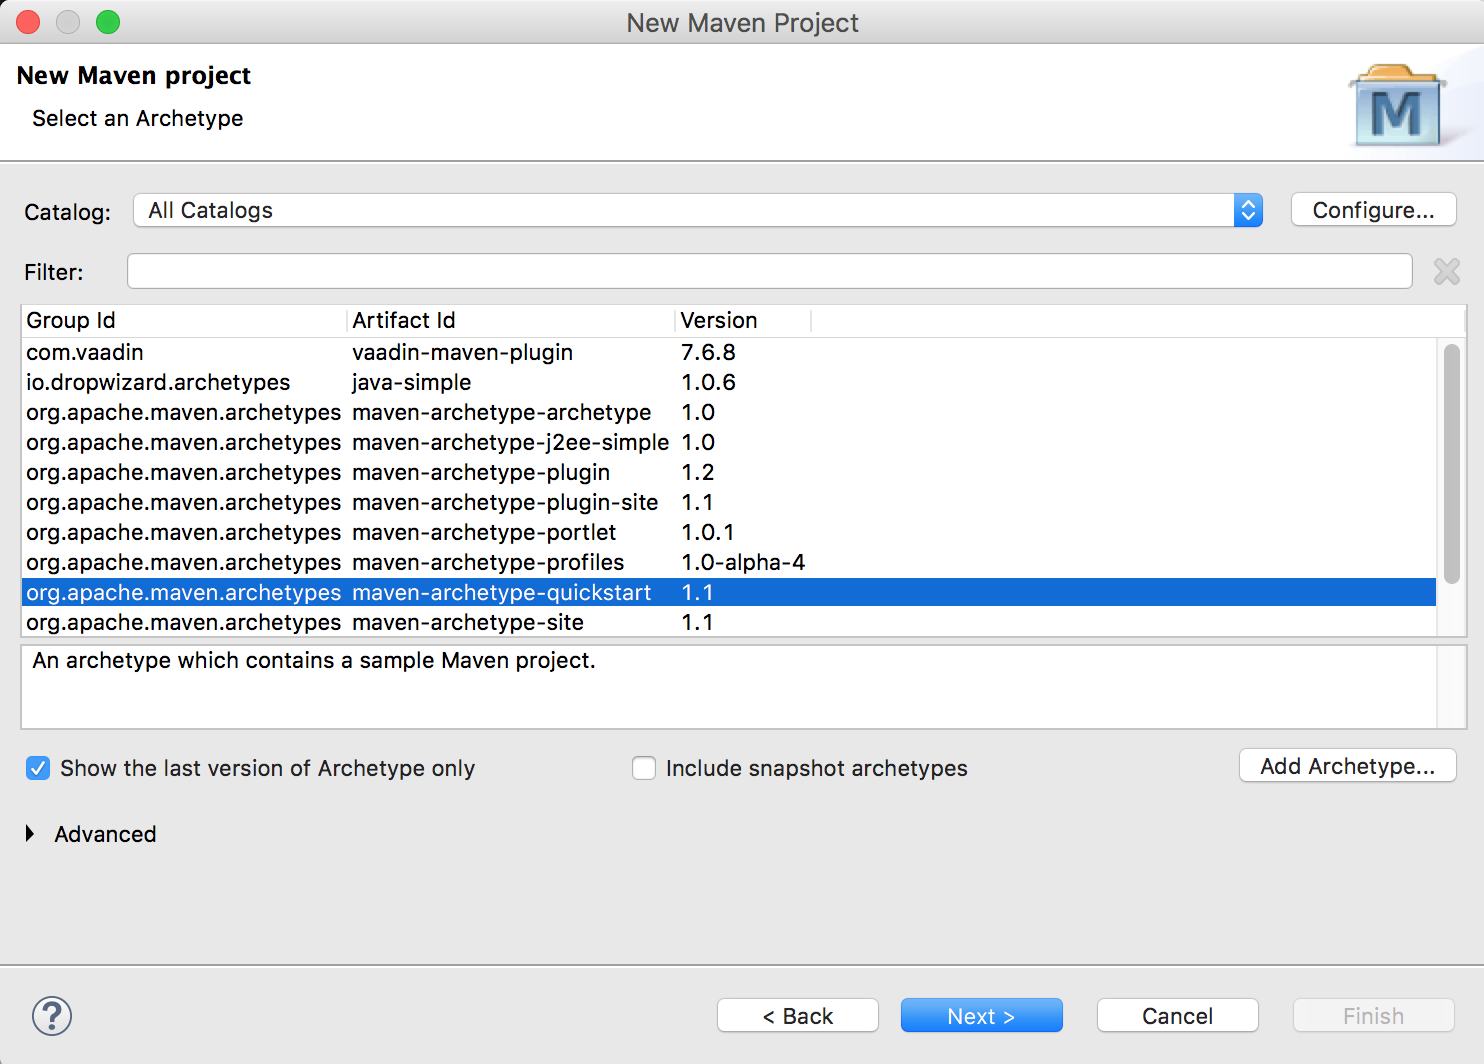 New Maven Project
New Maven project
Select an Archetype
M
Catalog: All Catalogs Configure...
Filter:
Group Id Artifact Id Version
com.vaadin vaadin-maven-plugin 7.6.8
io.dropwizard.archetypes java-simple 1.0.6
org.apache.maven.archetypes maven-archetype-archetype 1.0
org.apache.maven.archetypes maven-archetype-j2ee-simple 1.0
org.apache.maven.archetypes maven-archetype-plugin 1.2
org.apache.maven.archetypes maven-archetype-plugin-site 1.1
org.apache.maven.archetypes maven-archetype-portlet 1.0.1
org.apache.maven.archetypes maven-archetype-profiles 1.0-alpha-4
org.apache.maven.archetypes maven-archetype-quickstart 1.1
org.apache.maven.archetypes maven-archetype-site 1.1
An archetype which contains a sample Maven project.
Show the last version of Archetype only Include snapshot archetypes Add Archetype...
Advanced
? < Back Next > Cancel Finish